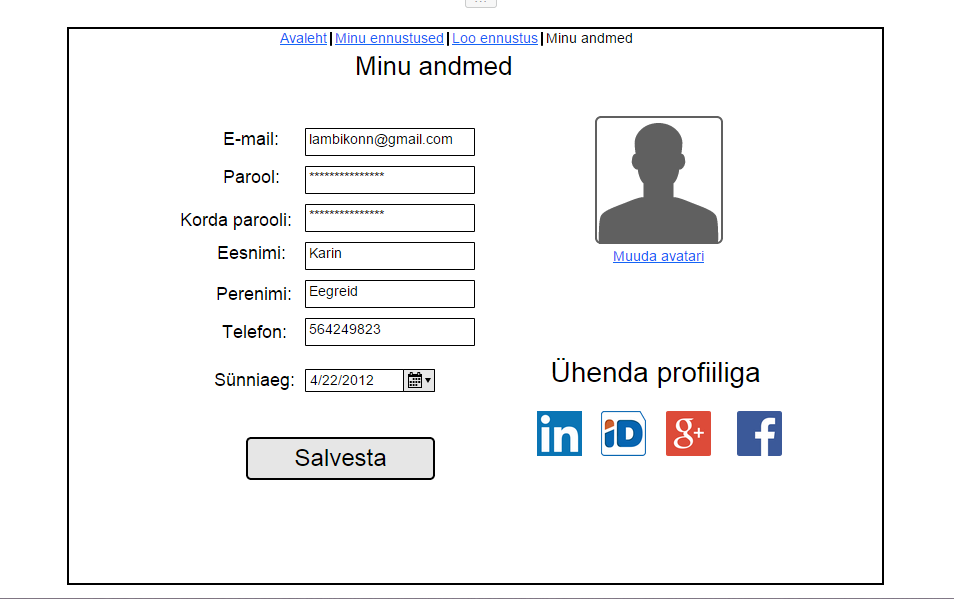 Avaleht | Minu ennustused | Loo ennustus | Minu andmed
Minu andmed
E-mail: lambikonn@gmail.com
Parool: ***************
Korda parooli: ***************
Eesnimi: Karin
Perenimi: Eegreid
Telefon: 564249823
Sünniaeg: 4/22/2012
Salvesta
Muuda avatari
Ühenda profiiliga
in iD g+ f